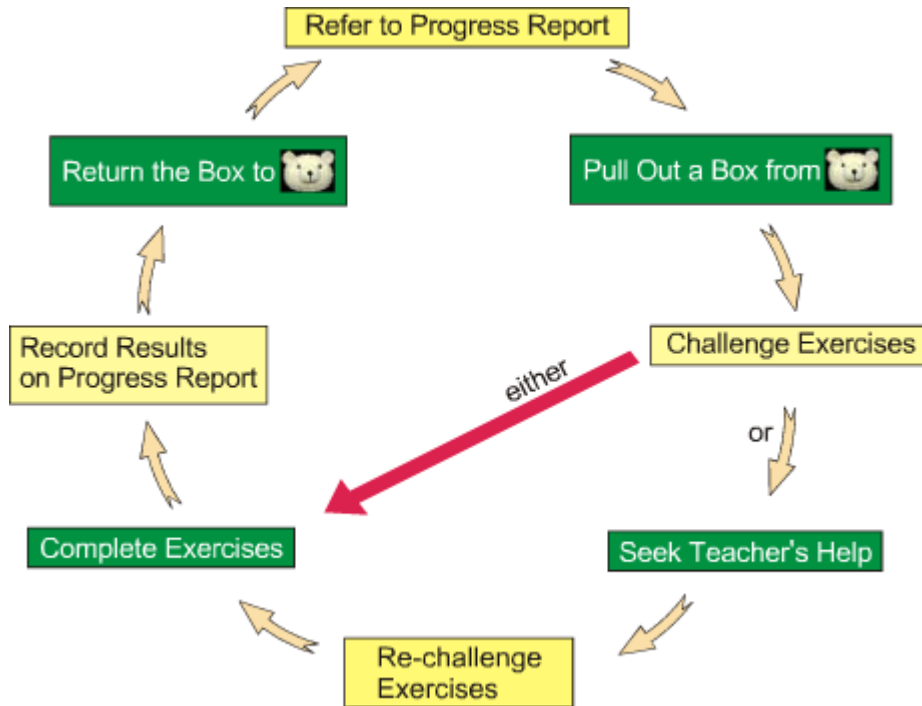 Refer to Progress Report
Return the Box to
Pull Out a Box from
Record Results
on Progress Report
Challenge Exercises
either
or
Complete Exercises
Seek Teacher's Help
Re-challenge
Exercises